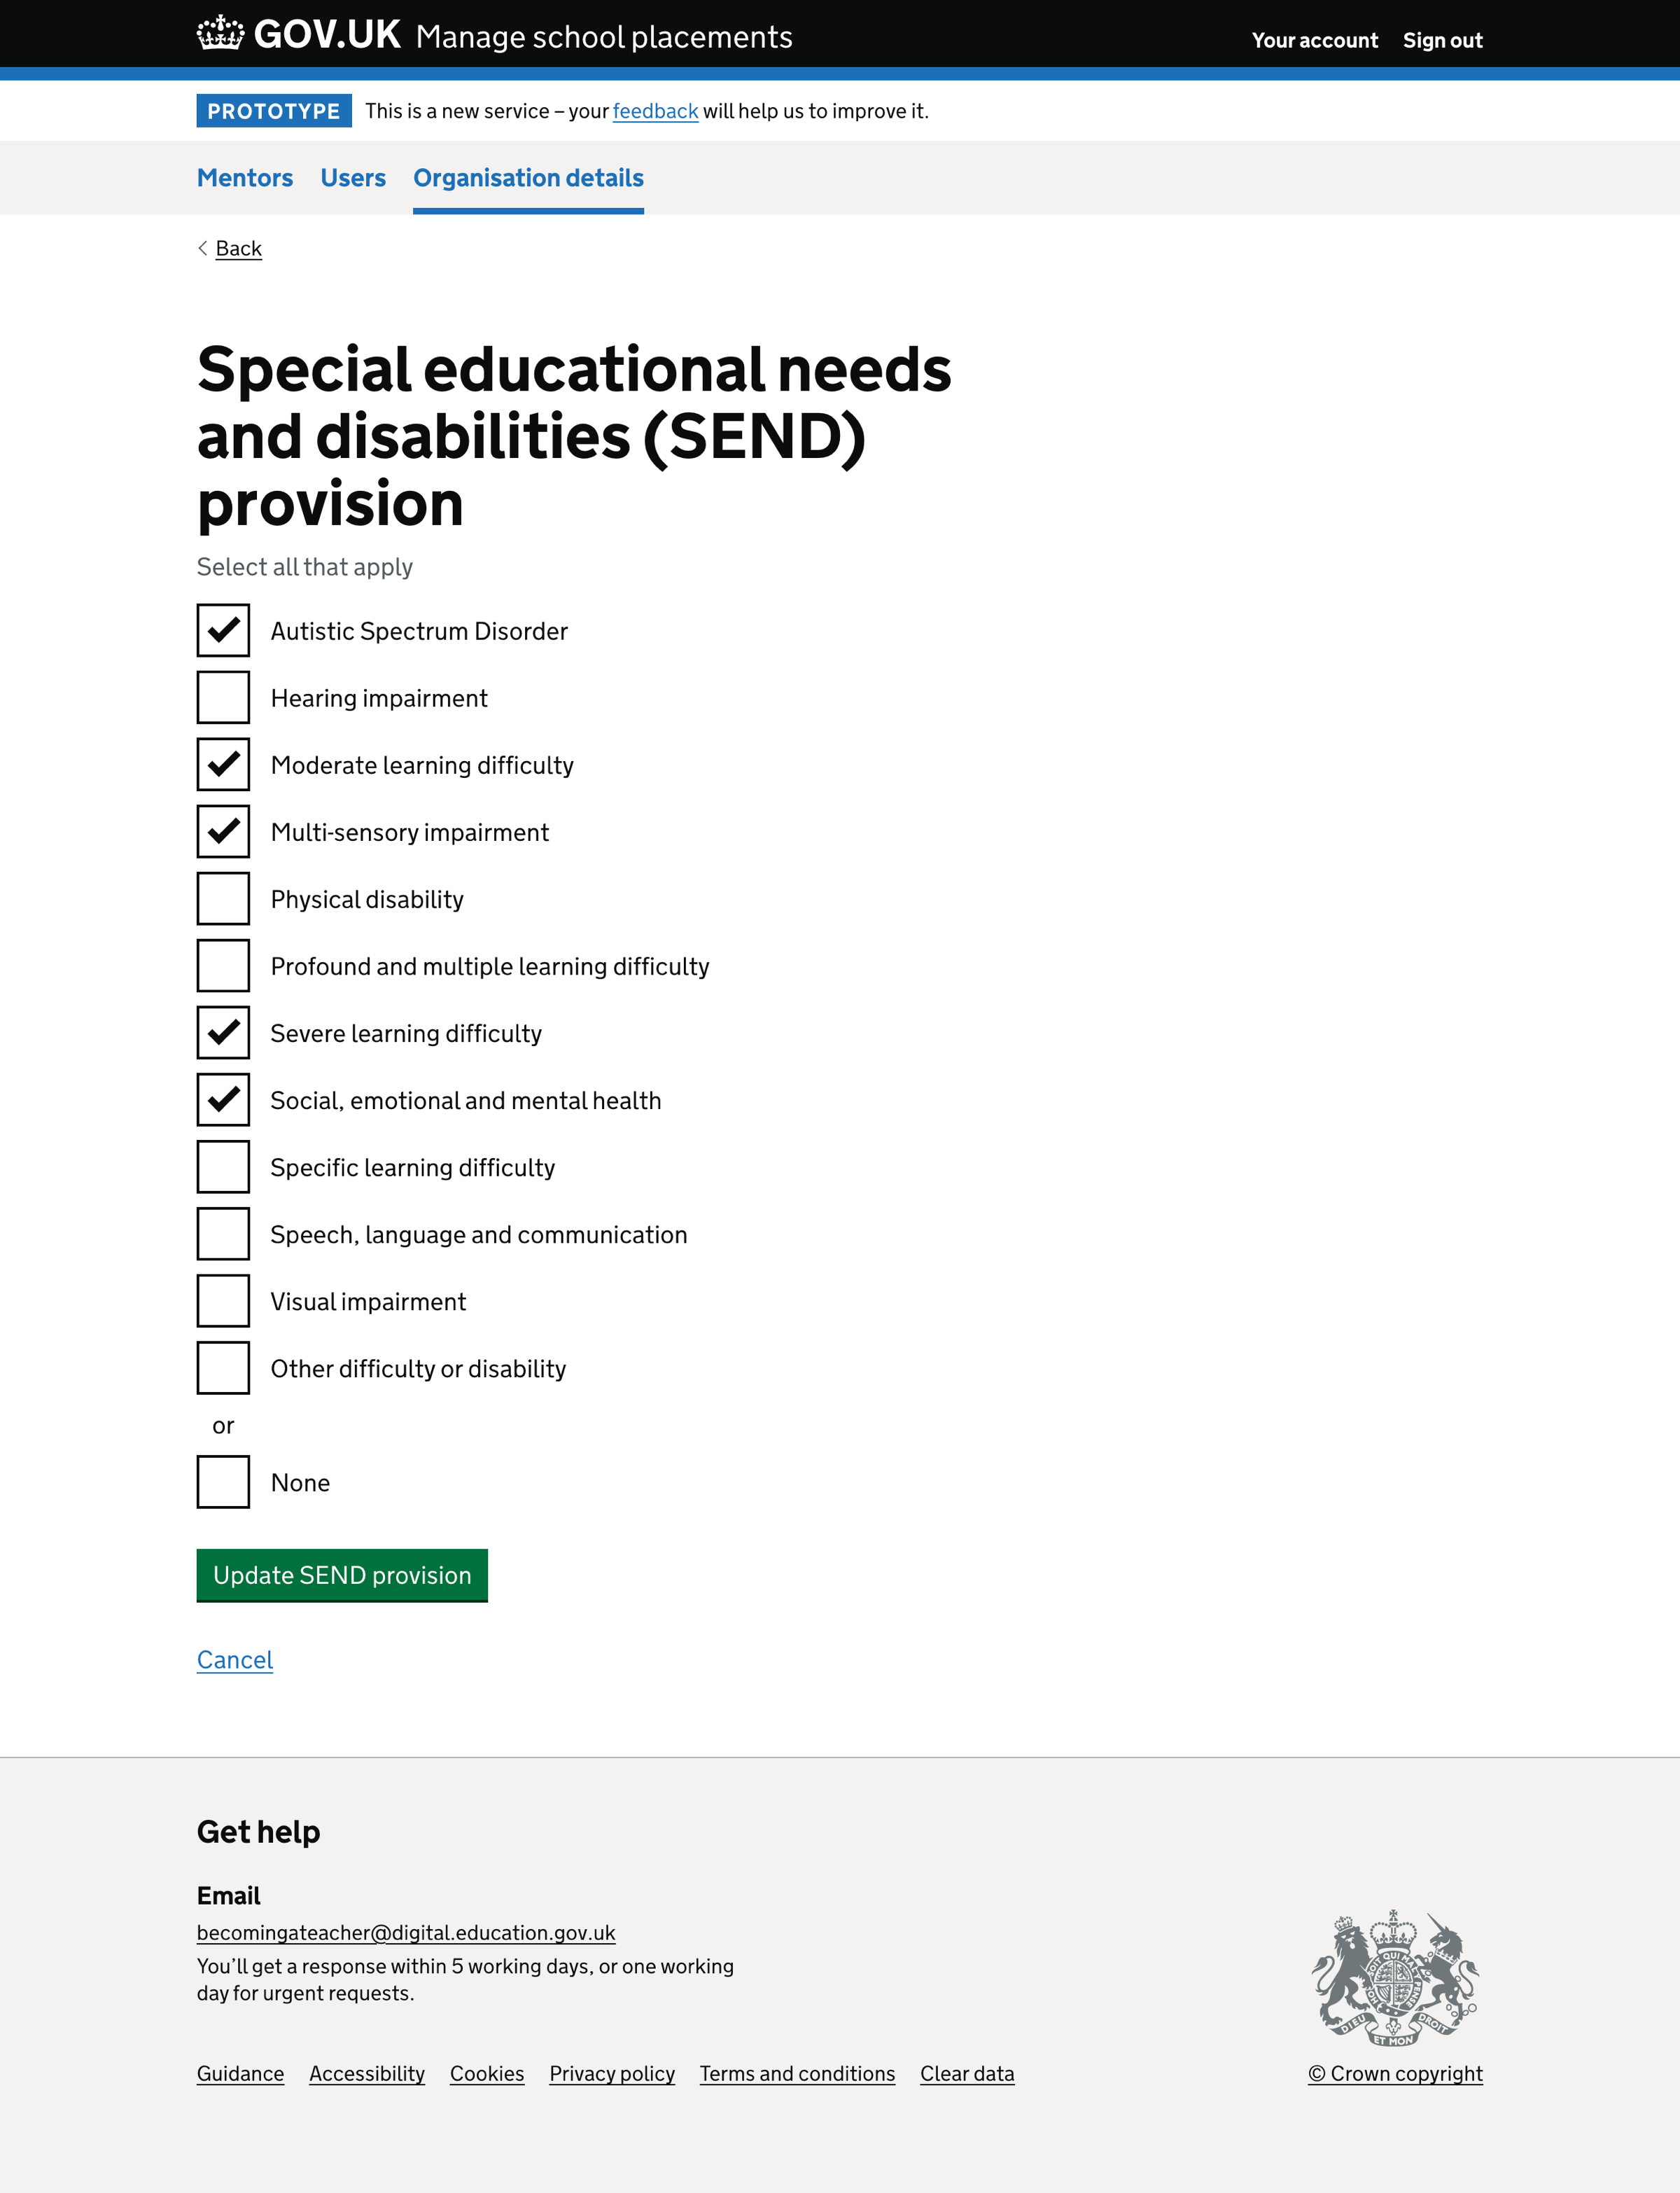 GOV.UK Manage school placements
Your account Sign out
PROTOTYPE This is a new service – your feedback will help us to improve it.
Mentors Users Organisation details
Back
Special educational needs
and disabilities (SEND)
provision
Select all that apply
Autistic Spectrum Disorder
Hearing impairment
Moderate learning difficulty
Multi-sensory impairment
Physical disability
Profound and multiple learning difficulty
Severe learning difficulty
Social, emotional and mental health
Specific learning difficulty
Speech, language and communication
Visual impairment
Other difficulty or disability
or
None
Update SEND provision
Cancel
Get help
Email
becomingateacher@digital.education.gov.uk
You’ll get a response within 5 working days, or one working
day for urgent requests.
DIEU ET MON DROIT
Guidance Accessibility Cookies Privacy policy Terms and conditions Clear data
© Crown copyright